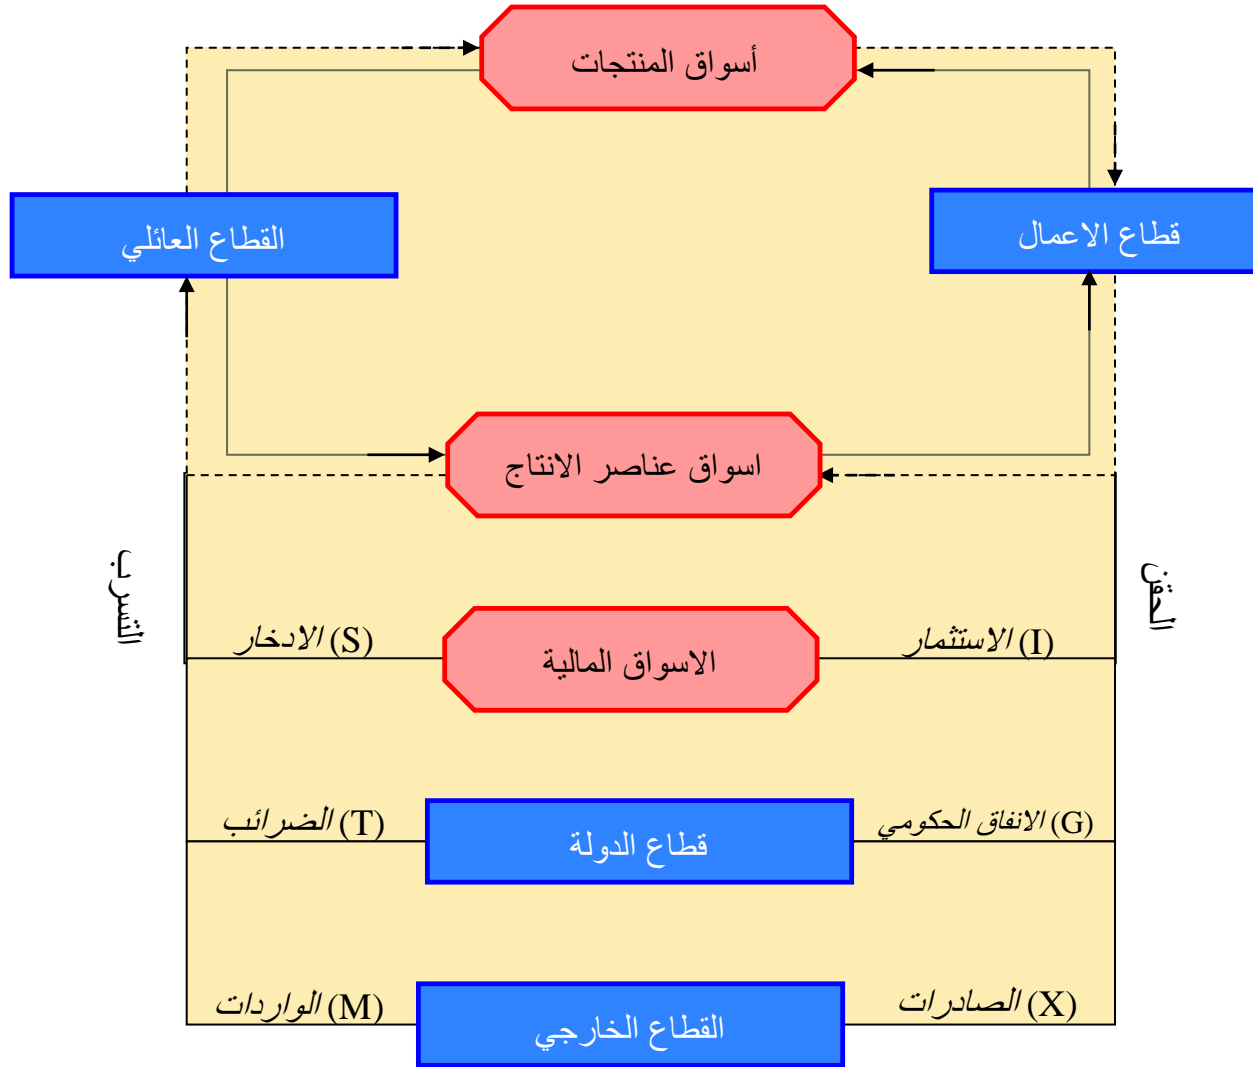 أسواق المنتجات
قطاع الاعمال
القطاع العائلي
اسواق عناصر الانتاج
الحقن
التسرب
(I) الاستثمار
الاسواق المالية
(S) الادخار
(G) الانفاق الحكومي
قطاع الدولة
(T) الضرائب
(X) الصادرات
القطاع الخارجي
(M) الواردات